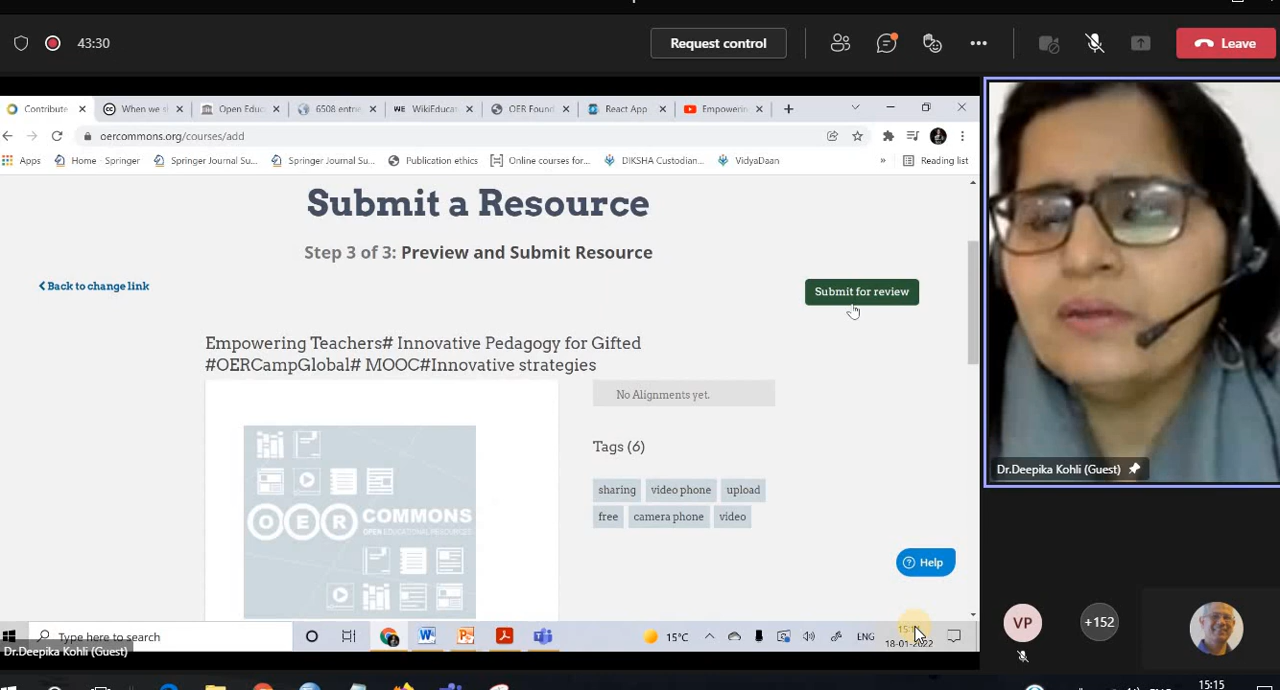 43:30
Request control
Leave
Contribute
When we s
Open Educ
6508 entrie
WE WikiEducat
OER Found
React App
Empowerin
oercommons.org/courses/add
Apps
Home - Springer
Springer Journal Su...
Springer Journal Su...
Publication ethics
Online courses for...
DIKSHA Custodian...
VidyaDaan
»
Reading list
Submit a Resource
Step 3 of 3: Preview and Submit Resource
Back to change link
Submit for review
Empowering Teachers# Innovative Pedagogy for Gifted
#OERCampGlobal# MOOC#Innovative strategies
No Alignments yet.
Tags (6)
sharing
video phone
upload
free
camera phone
video
OER COMMONS
OPEN EDUCATIONAL RESOURCES
Help
Dr.Deepika Kohli (Guest)
VP
+152
Type here to search
15°C
ENG
18-01-2022
Dr.Deepika Kohli (Guest)
15:15